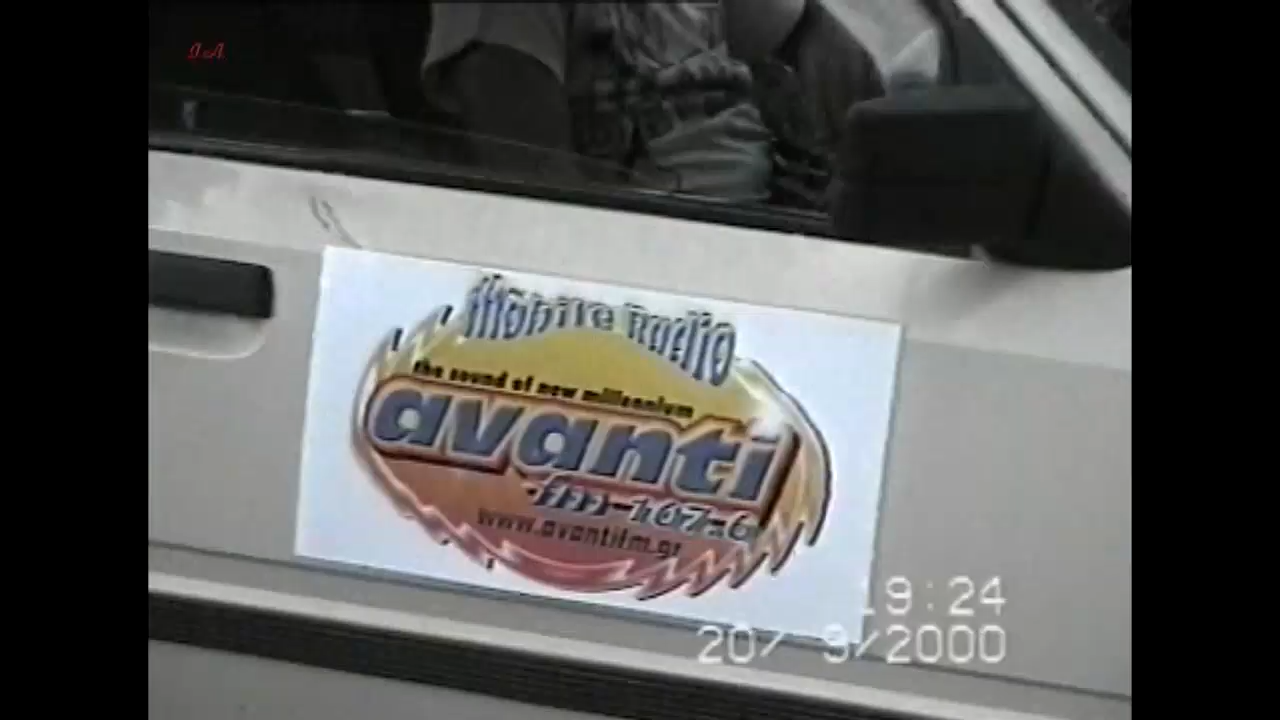 J.A.
Mobile Radio
the sound of new millennium
avanti
fm 107.6
www.avantifm.gr
19:24
20/ 9/2000